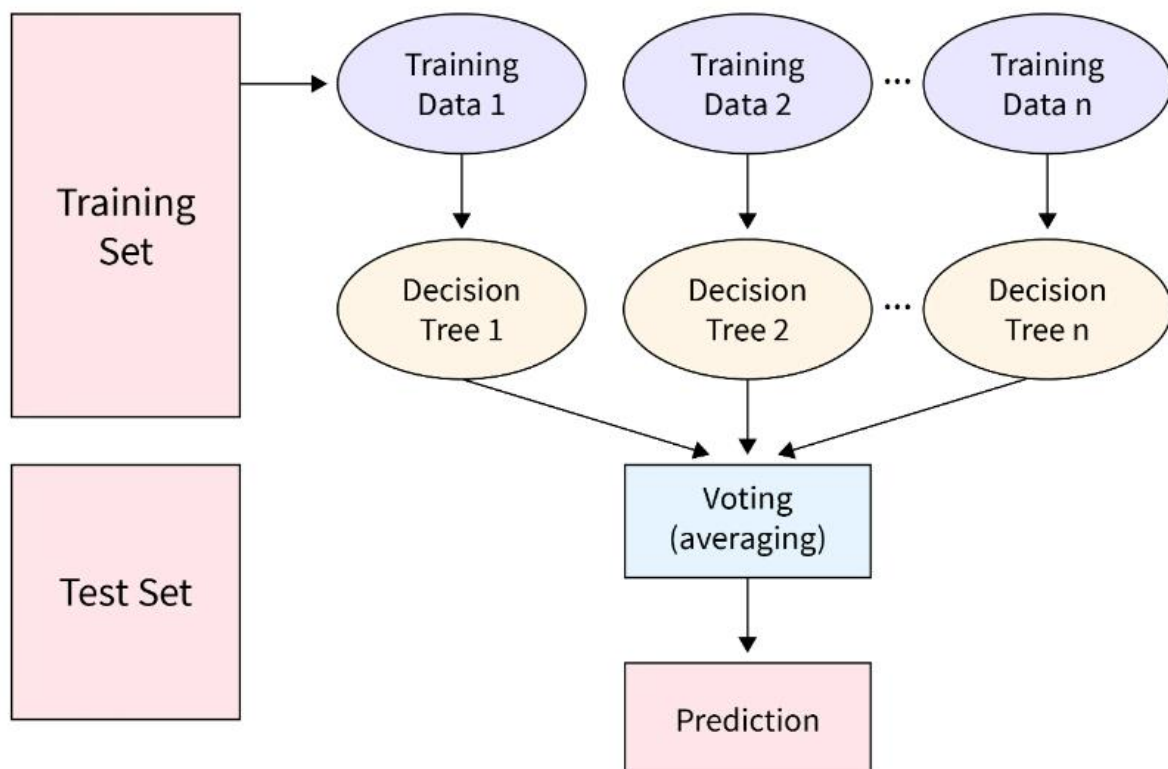 Training
Set
Training
Data 1
Training
Data 2
...
Training
Data n
Decision
Tree 1
Decision
Tree 2
...
Decision
Tree n
Test Set
Voting
(averaging)
Prediction